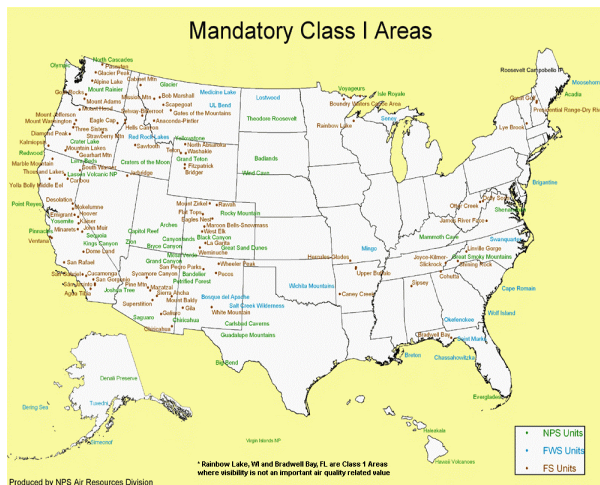 Mandatory Class I Areas
Olympic
North Cascades
Pasayten
Glacier Peak
Alpine Lake
Goat Rocks
Mount Rainier
Mount Adams
Mount Hood
Mount Jefferson
Mount Washington
Three Sisters
Diamond Peak
Kalmiopsis
Crater Lake
Mountain Lakes
Gearhart Mtn
Redwood
Lava Beds
South Warner
Marble Mountain
Thousand Lakes
Lassen Volcanic NP
Caribou
Yolla Bolly Middle Eel
Point Reyes
Desolation
Mokelumne
Emigrant
Hoover
Yosemite
Kaiser
Pinnacles
Minarets
John Muir
Ventana
Sequoia
Kings Canyon
Dome Land
San Rafael
San Gabriel
Cucamonga
San Gorgonio
San Jacinto
Joshua Tree
Agua Tibia
Cabinet Mtn
Glacier
Mission Mtn
Bob Marshall
Scapegoat
Gates of the Mountains
Selway-Bitterroot
Anaconda-Pintler
Eagle Cap
Hells Canyon
Strawberry Mtn
Red Rock Lakes
Sawtooth
Craters of the Moon
Jarbidge
Medicine Lake
UL Bend
Yellowstone
North Absaroka
Washakie
Teton
Grand Teton
Fitzpatrick
Bridger
Lostwood
Theodore Roosevelt
Badlands
Wind Cave
Mount Zirkel
Rawah
Flat Tops
Rocky Mountain
Eagles Nest
Maroon Bells-Snowmass
West Elk
Arches
Capitol Reef
Canyonlands
Black Canyon
La Garita
Great Sand Dunes
Zion
Bryce Canyon
Weminuche
Mesa Verde
Grand Canyon
Wheeler Peak
San Pedro Parks
Sycamore Canyon
Bandelier
Pecos
Petrified Forest
Pine Mtn
Mazatzal
Sierra Ancha
Superstition
Mount Baldy
Bosque del Apache
Salt Creek Wilderness
Gila
White Mountain
Galiuro
Saguaro
Chiricahua
Chiricahua
Carlsbad Caverns
Guadalupe Mountains
Big Bend
Wichita Mountains
Hercules-Glades
Mingo
Upper Buffalo
Caney Creek
Voyageurs
Isle Royale
Boundry Waters Canoe Area
Rainbow Lake
Seney
Roosevelt Campobello IP
Moosehorn
Acadia
Great Gulf
Presidential Range-Dry Ri
Lye Brook
Brigantine
Dolly So
Otter Creek
Shena
James River Face
Mammoth Cave
Swanquarter
Linville Gorge
Joyce-Kilmer-
Slickrock
Great Smoky Mountains
Shining Rock
Cohutta
Sipsey
Cape Romain
Wolf Island
Okefenokee
Bradwell Bay
Saint Marks
Breton
Chassahowitzka
Everglades
Denali Preserve
Bering Sea
Tuxedni
Simeonof
Virgin Islands NP
Haleakala
Hawaii Volcanoes
NPS Units
FWS Units
FS Units
* Rainbow Lake, WI and Bradwell Bay, FL are Class 1 Areas
where visibility is not an important air quality related value
Produced by NPS Air Resources Division